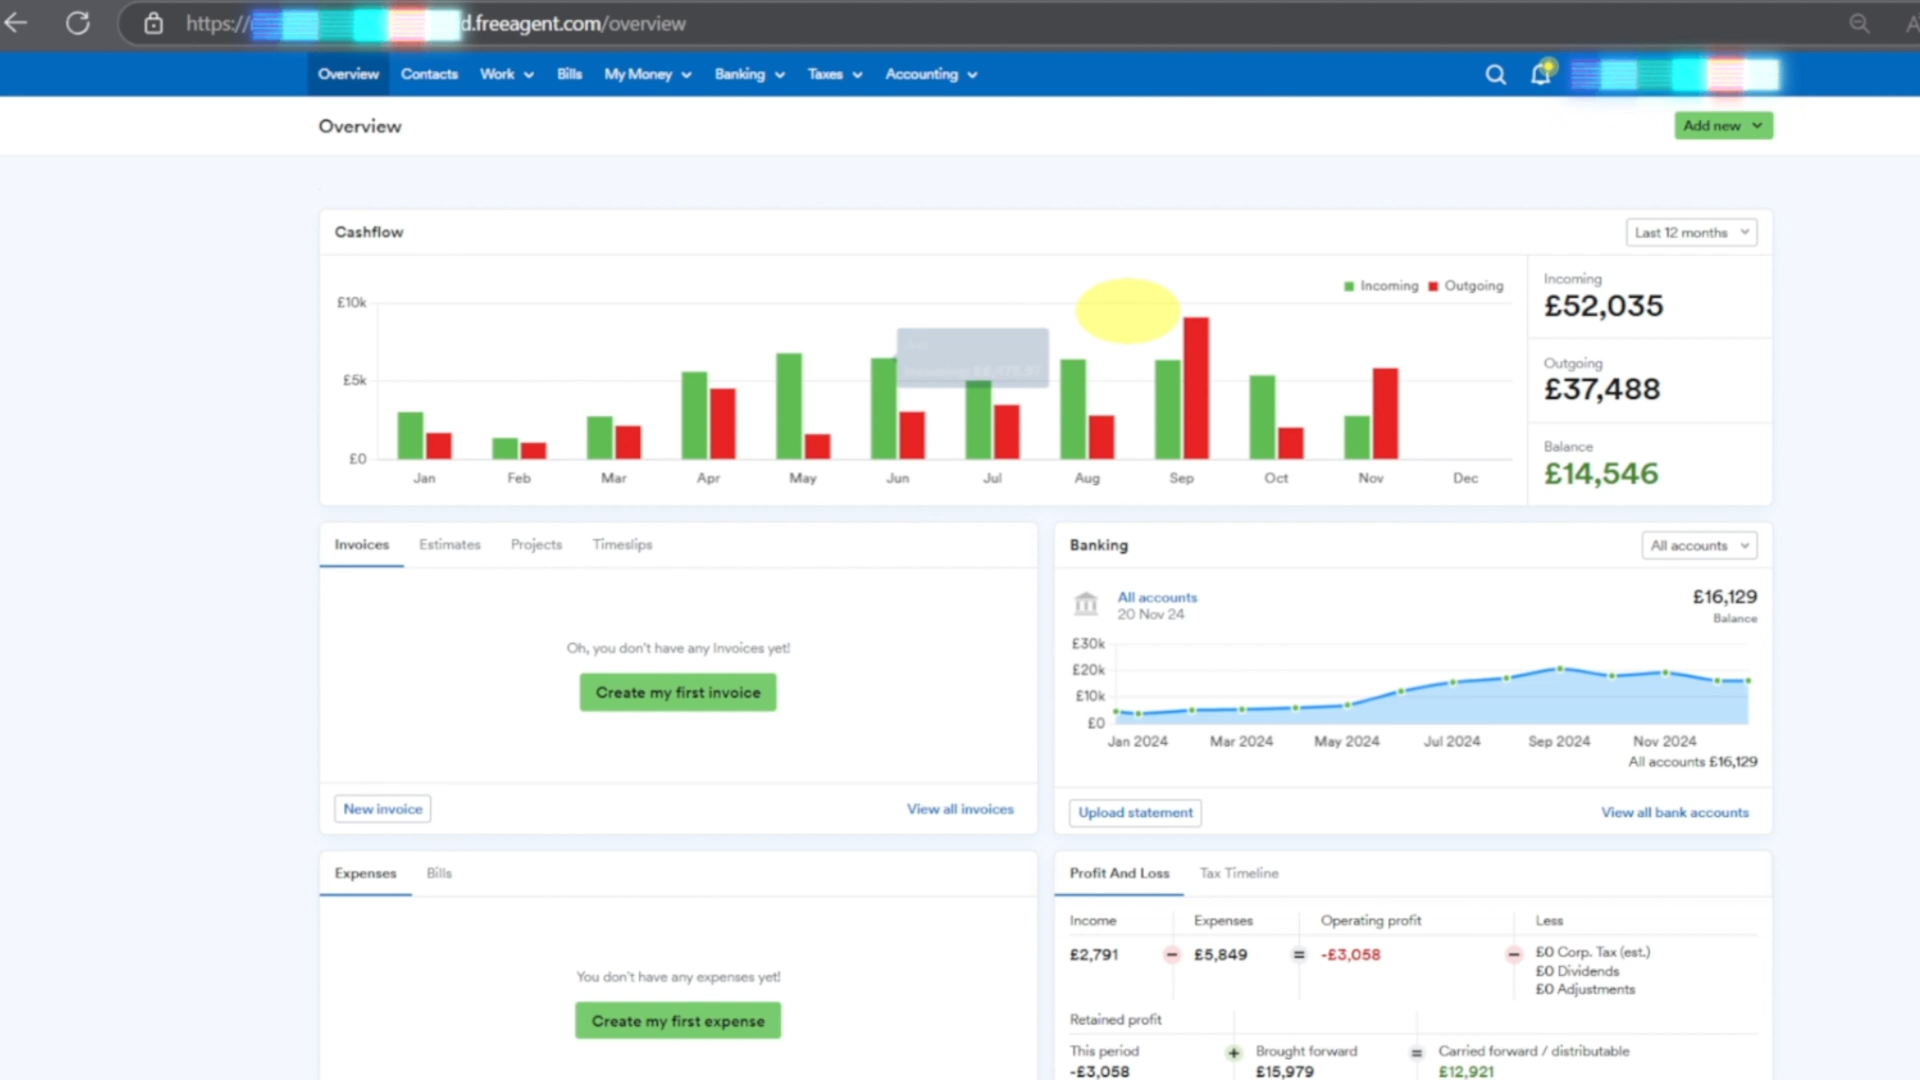 https://
d.freeagent.com/overview
Overview Contacts Work Bills My Money Banking Taxes Accounting
Overview
Add new
Cashflow
Last 12 months
Incoming Outgoing
£10k
£5k
£0
Jan Feb Mar Apr May Jun Jul Aug Sep Oct Nov Dec
Incoming
£52,035
Outgoing
£37,488
Balance
£14,546
Invoices Estimates Projects Timeslips
Oh, you don't have any Invoices yet!
Create my first invoice
New invoice
View all invoices
Banking
All accounts
All accounts
20 Nov 24
£16,129
Balance
£30k
£20k
£10k
£0
Jan 2024 Mar 2024 May 2024 Jul 2024 Sep 2024 Nov 2024
All accounts £16,129
Upload statement
View all bank accounts
Expenses Bills
You don't have any expenses yet!
Create my first expense
Profit And Loss Tax Timeline
Income Expenses Operating profit Less
£2,791 − £5,849 = -£3,058 − £0 Corp. Tax (est.)
£0 Dividends
£0 Adjustments
Retained profit
This period + Brought forward = Carried forward / distributable
-£3,058 £15,979 £12,921